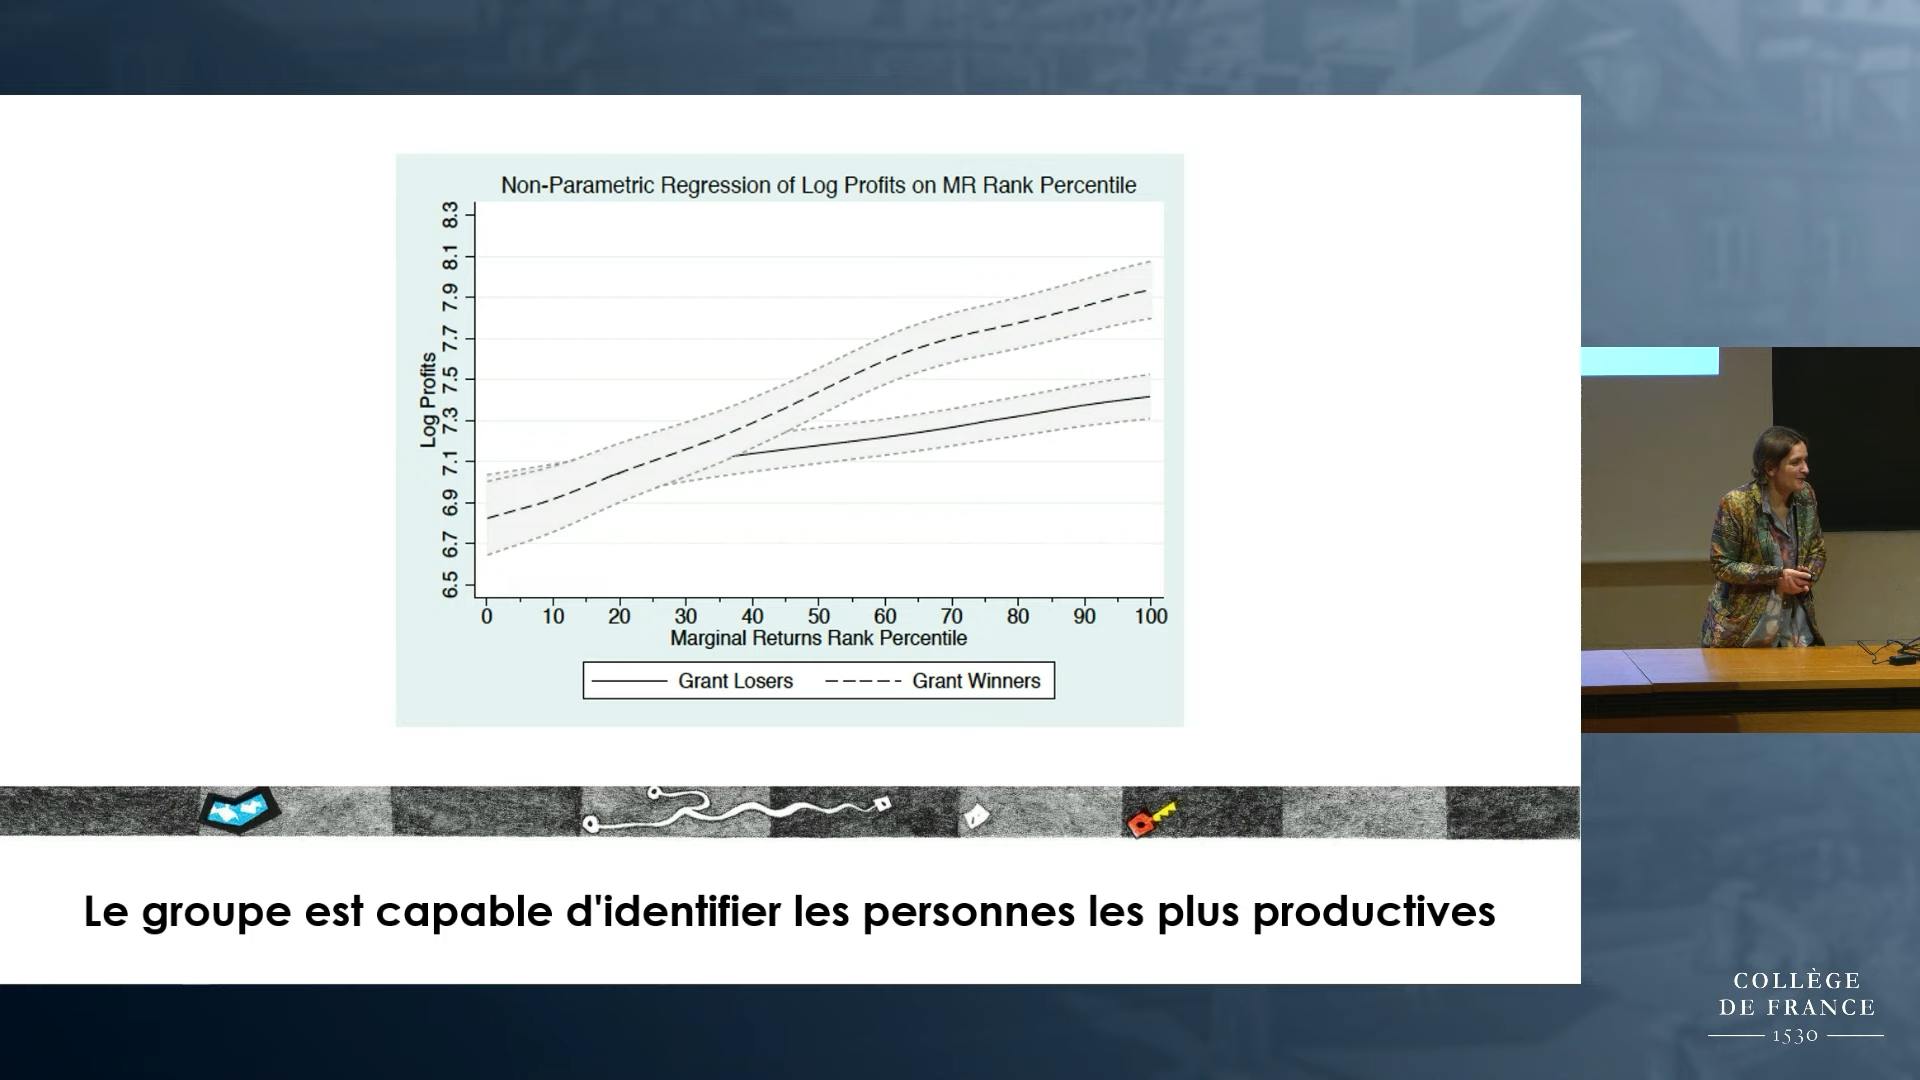 Non-Parametric Regression of Log Profits on MR Rank Percentile
Log Profits
8.3
8.1
7.9
7.7
7.5
7.3
7.1
6.9
6.7
6.5
0 10 20 30 40 50 60 70 80 90 100
Marginal Returns Rank Percentile
Grant Losers Grant Winners
Le groupe est capable d'identifier les personnes les plus productives
COLLÈGE
DE FRANCE
1530